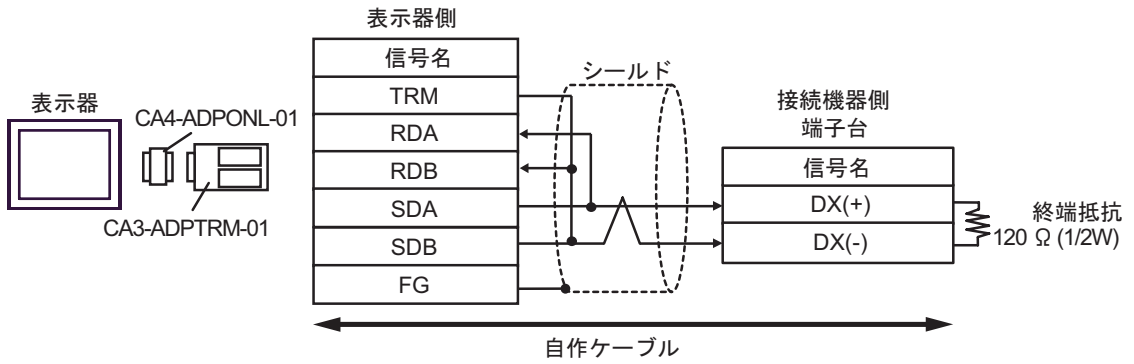 表示器
CA4-ADPONL-01
CA3-ADPTRM-01
表示器側
信号名
TRM
RDA
RDB
SDA
SDB
FG
シールド
接続機器側
端子台
信号名
DX(+)
DX(-)
終端抵抗
120 Ω (1/2W)
自作ケーブル